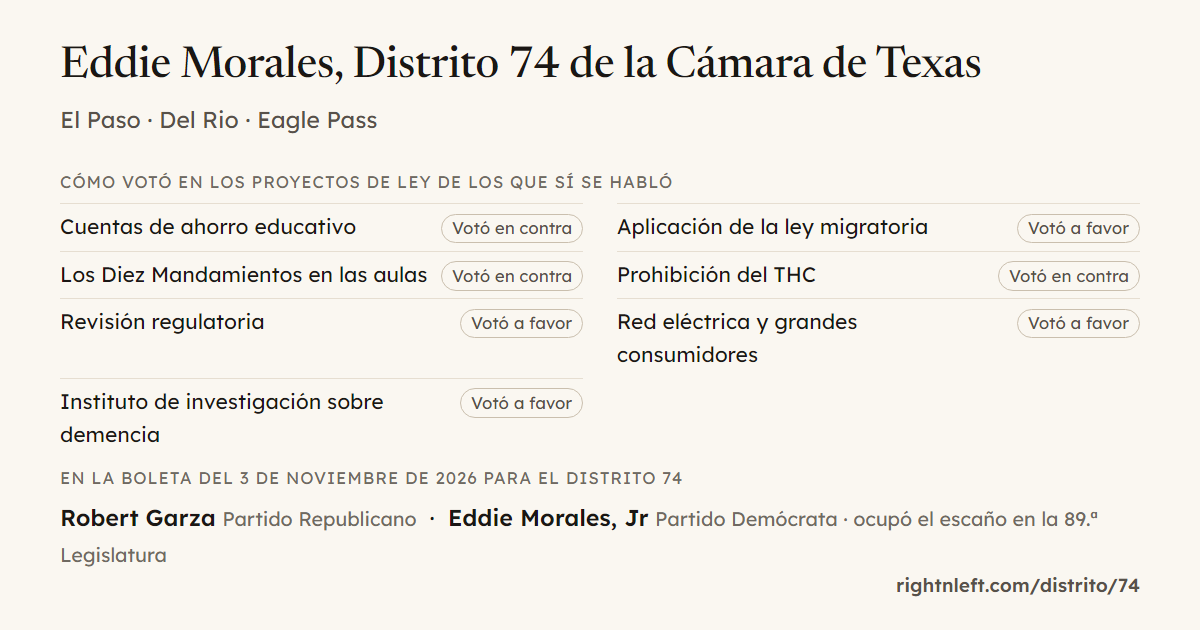 Eddie Morales, Distrito 74 de la Cámara de Texas
El Paso · Del Rio · Eagle Pass
CÓMO VOTÓ EN LOS PROYECTOS DE LEY DE LOS QUE SÍ SE HABLÓ
Cuentas de ahorro educativo Votó en contra
Aplicación de la ley migratoria Votó a favor
Los Diez Mandamientos en las aulas Votó en contra
Prohibición del THC Votó en contra
Revisión regulatoria Votó a favor
Red eléctrica y grandes Votó a favor
consumidores
Instituto de investigación sobre Votó a favor
demencia
EN LA BOLETA DEL 3 DE NOVIEMBRE DE 2026 PARA EL DISTRITO 74
Robert Garza Partido Republicano · Eddie Morales, Jr Partido Demócrata · ocupó el escaño en la 89.ª
Legislatura
rightnleft.com/distrito/74